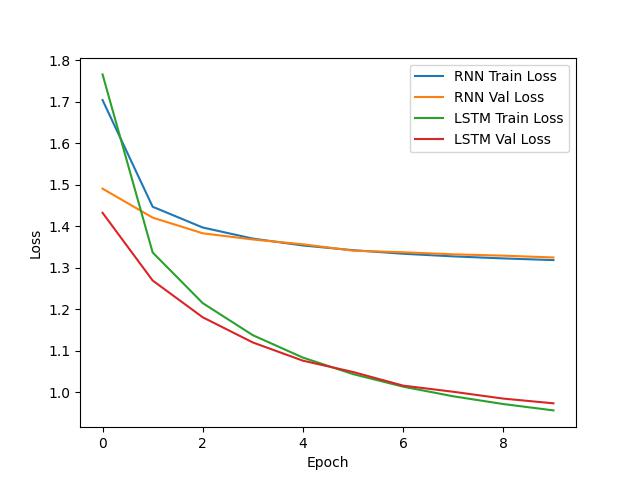 1.8
1.7
1.6
1.5
1.4
1.3
1.2
1.1
1.0
Loss
RNN Train Loss
RNN Val Loss
LSTM Train Loss
LSTM Val Loss
0 2 4 6 8
Epoch